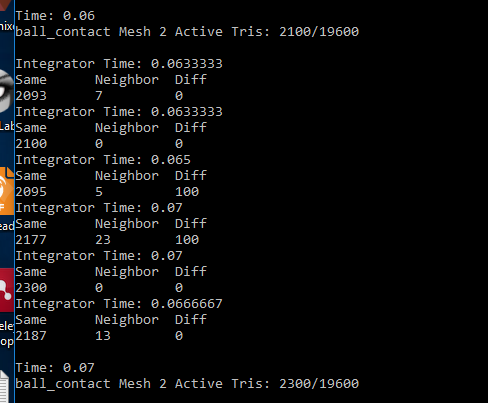 Time: 0.06
ball_contact Mesh 2 Active Tris: 2100/19600
Integrator Time: 0.0633333
Same Neighbor Diff
2093 7 0
Integrator Time: 0.0633333
Same Neighbor Diff
2100 0 0
Integrator Time: 0.065
Same Neighbor Diff
2095 5 100
Integrator Time: 0.07
Same Neighbor Diff
2177 23 100
Integrator Time: 0.07
Same Neighbor Diff
2300 0 0
Integrator Time: 0.0666667
Same Neighbor Diff
2187 13 0
Time: 0.07
ball_contact Mesh 2 Active Tris: 2300/19600